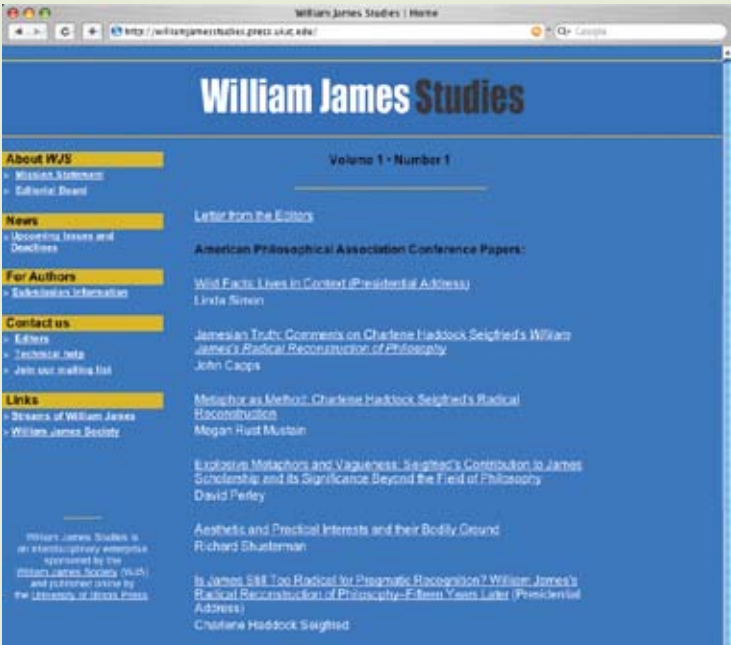 William James Studies | Home
http://williamjamesstudies.press.uiuc.edu/
Google
William James Studies
About WJS
» Mission Statement
» Editorial Board
News
» Upcoming Issues and
Deadlines
For Authors
» Submission Information
Contact us
» Editors
» Technical help
» Join our mailing list
Links
» Streams of William James
» William James Society
William James Studies is
an interdisciplinary enterprise
sponsored by the
William James Society (WJS)
and published online by
the University of Illinois Press
Volume 1 • Number 1
Letter from the Editors
American Philosophical Association Conference Papers:
Wild Facts: Lives in Context (Presidential Address)
Linda Simon
Jamesian Truth: Comments on Charlene Haddock Seigfried's William
James's Radical Reconstruction of Philosophy
John Capps
Metaphor as Method: Charlene Haddock Seigfried's Radical
Reconstruction
Megan Rust Mustain
Explosive Metaphors and Vagueness: Seigfried's Contribution to James
Scholarship and its Significance Beyond the Field of Philosophy
David Perley
Aesthetic and Practical Interests and their Bodily Ground
Richard Shusterman
Is James Still Too Radical for Pragmatic Recognition? William James's
Radical Reconstruction of Philosophy–Fifteen Years Later (Presidential
Address)
Charlene Haddock Seigfried